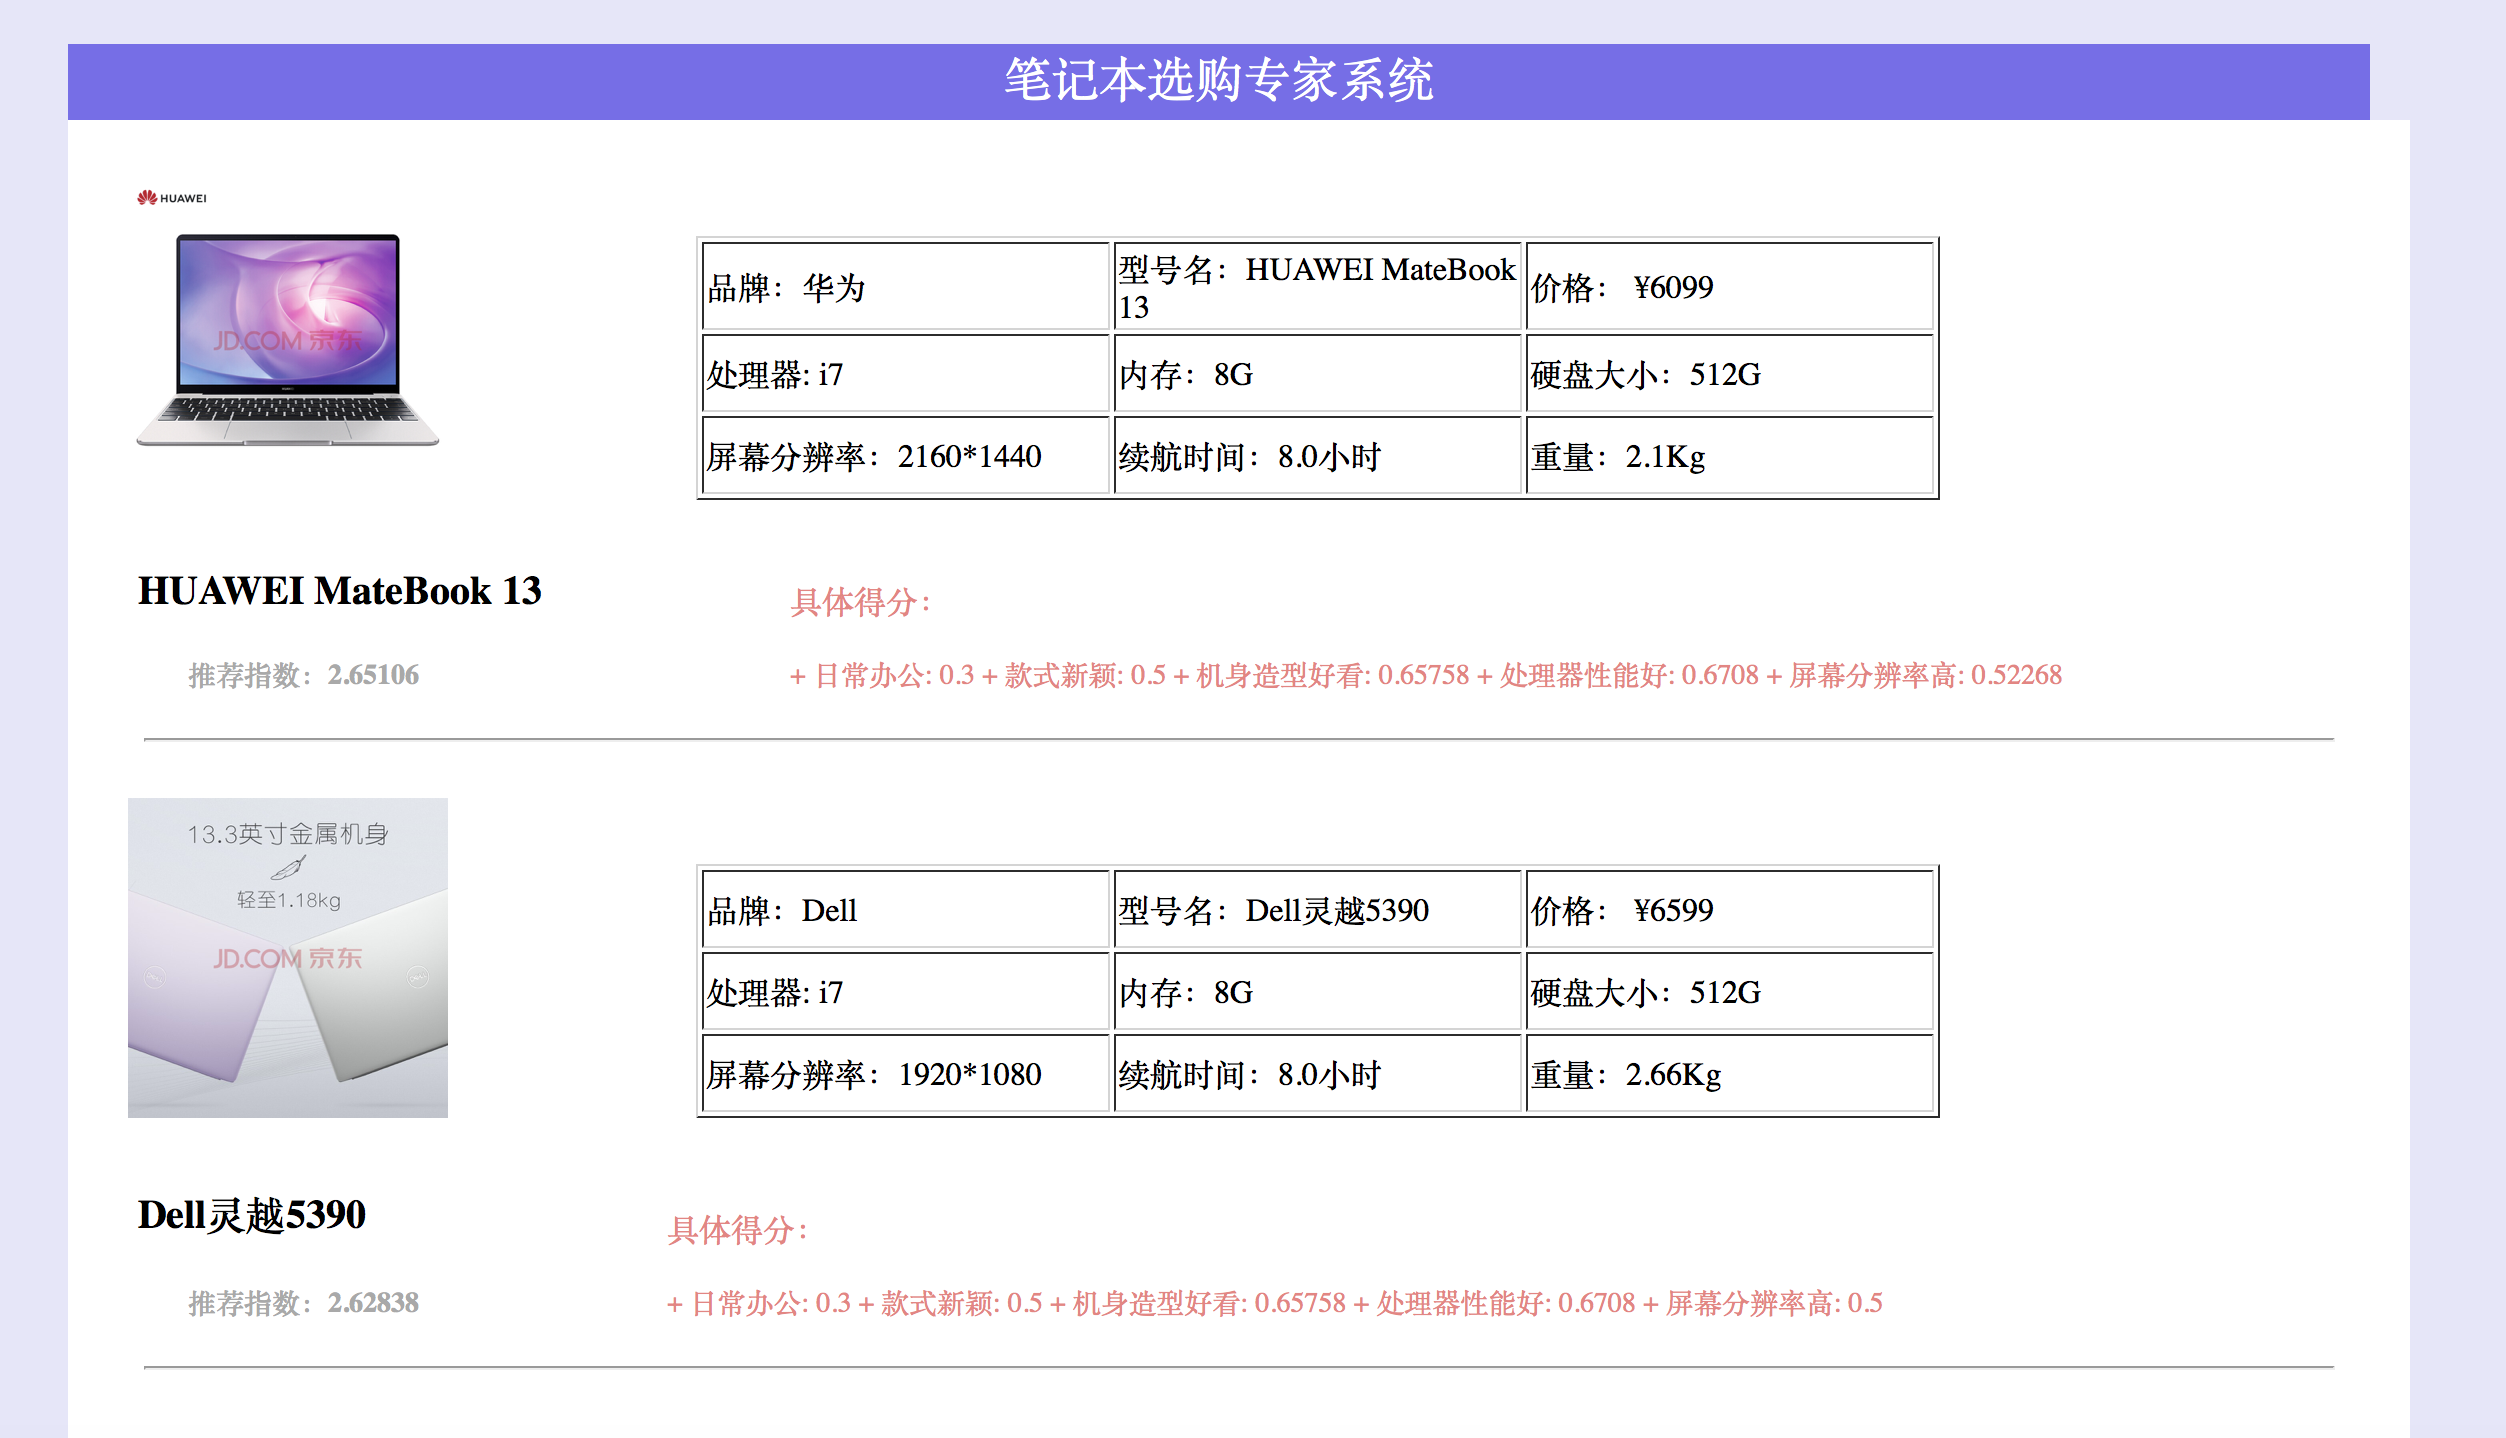 笔记本选购专家系统
HUAWEI
JD.COM 京东
品牌：华为
型号名：HUAWEI MateBook
13
价格： ¥6099
处理器: i7
内存：8G
硬盘大小：512G
屏幕分辨率：2160*1440
续航时间：8.0小时
重量：2.1Kg
HUAWEI MateBook 13
具体得分：
推荐指数：2.65106
+ 日常办公: 0.3 + 款式新颖: 0.5 + 机身造型好看: 0.65758 + 处理器性能好: 0.6708 + 屏幕分辨率高: 0.52268
13.3英寸金属机身
轻至1.18kg
JD.COM 京东
品牌：Dell
型号名：Dell灵越5390
价格： ¥6599
处理器: i7
内存：8G
硬盘大小：512G
屏幕分辨率：1920*1080
续航时间：8.0小时
重量：2.66Kg
Dell灵越5390
具体得分：
推荐指数：2.62838
+ 日常办公: 0.3 + 款式新颖: 0.5 + 机身造型好看: 0.65758 + 处理器性能好: 0.6708 + 屏幕分辨率高: 0.5